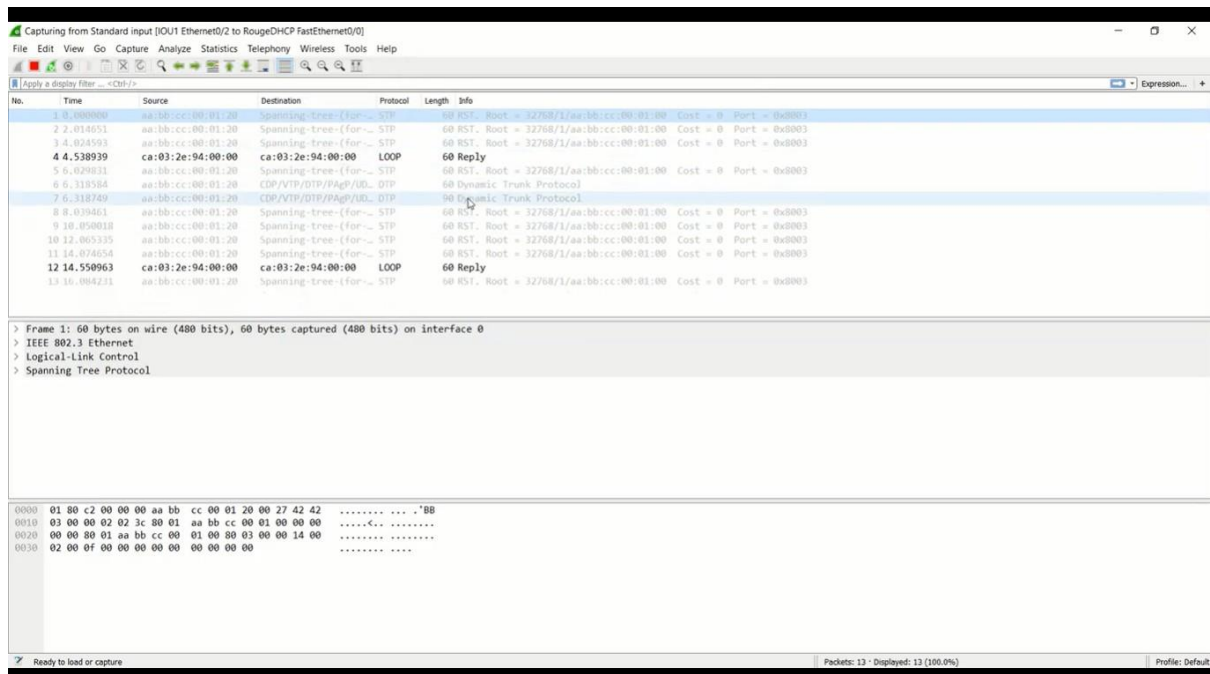 Capturing from Standard input [IOU1 Ethernet0/2 to RougeDHCP FastEthernet0/0]
File Edit View Go Capture Analyze Statistics Telephony Wireless Tools Help
Apply a display filter ... <Ctrl-/> Expression... +
No. Time Source Destination Protocol Length Info
1 0.000000 aa:bb:cc:00:01:20 Spanning-tree-(for-… STP 60 RST. Root = 32768/1/aa:bb:cc:00:01:00 Cost = 0 Port = 0x8003
2 2.014651 aa:bb:cc:00:01:20 Spanning-tree-(for-… STP 60 RST. Root = 32768/1/aa:bb:cc:00:01:00 Cost = 0 Port = 0x8003
3 4.024593 aa:bb:cc:00:01:20 Spanning-tree-(for-… STP 60 RST. Root = 32768/1/aa:bb:cc:00:01:00 Cost = 0 Port = 0x8003
4 4.538939 ca:03:2e:94:00:00 ca:03:2e:94:00:00 LOOP 60 Reply
5 6.029831 aa:bb:cc:00:01:20 Spanning-tree-(for-… STP 60 RST. Root = 32768/1/aa:bb:cc:00:01:00 Cost = 0 Port = 0x8003
6 6.318584 aa:bb:cc:00:01:20 CDP/VTP/DTP/PAgP/UD… DTP 60 Dynamic Trunk Protocol
7 6.318749 aa:bb:cc:00:01:20 CDP/VTP/DTP/PAgP/UD… DTP 90 Dynamic Trunk Protocol
8 8.039461 aa:bb:cc:00:01:20 Spanning-tree-(for-… STP 60 RST. Root = 32768/1/aa:bb:cc:00:01:00 Cost = 0 Port = 0x8003
9 10.050018 aa:bb:cc:00:01:20 Spanning-tree-(for-… STP 60 RST. Root = 32768/1/aa:bb:cc:00:01:00 Cost = 0 Port = 0x8003
10 12.065335 aa:bb:cc:00:01:20 Spanning-tree-(for-… STP 60 RST. Root = 32768/1/aa:bb:cc:00:01:00 Cost = 0 Port = 0x8003
11 14.074654 aa:bb:cc:00:01:20 Spanning-tree-(for-… STP 60 RST. Root = 32768/1/aa:bb:cc:00:01:00 Cost = 0 Port = 0x8003
12 14.550963 ca:03:2e:94:00:00 ca:03:2e:94:00:00 LOOP 60 Reply
13 16.084231 aa:bb:cc:00:01:20 Spanning-tree-(for-… STP 60 RST. Root = 32768/1/aa:bb:cc:00:01:00 Cost = 0 Port = 0x8003
> Frame 1: 60 bytes on wire (480 bits), 60 bytes captured (480 bits) on interface 0
> IEEE 802.3 Ethernet
> Logical-Link Control
> Spanning Tree Protocol
0000 01 80 c2 00 00 00 aa bb cc 00 01 20 00 27 42 42 ........ ... .'BB
0010 03 00 00 02 02 3c 80 01 aa bb cc 00 01 00 00 00 .....<.. ........
0020 00 00 80 01 aa bb cc 00 01 00 80 03 00 00 14 00 ........ ........
0030 02 00 0f 00 00 00 00 00 00 00 00 00 ........ ....
Ready to load or capture Packets: 13 · Displayed: 13 (100.0%) Profile: Default